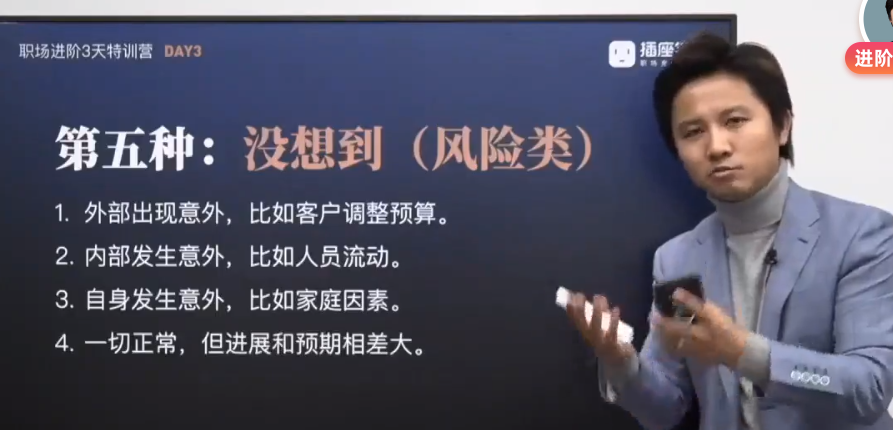 职场进阶3天特训营 DAY3
插座
进阶
第五种：没想到（风险类）
1. 外部出现意外，比如客户调整预算。
2. 内部发生意外，比如人员流动。
3. 自身发生意外，比如家庭因素。
4. 一切正常，但进展和预期相差大。